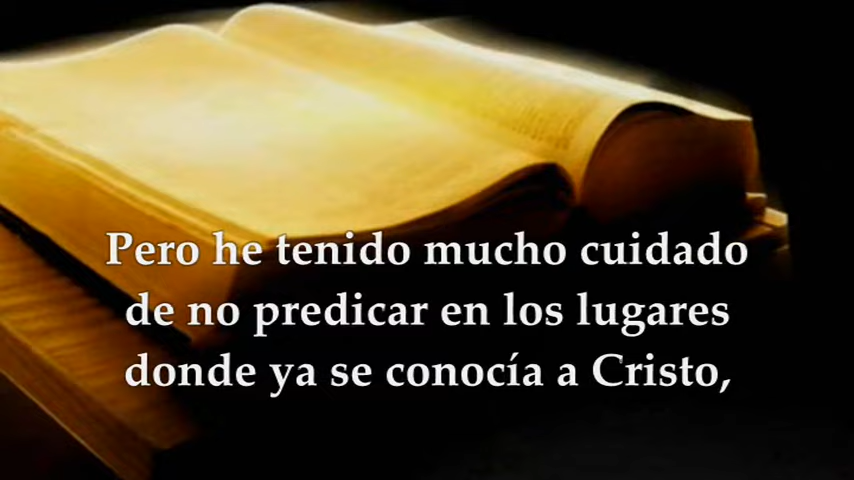 Pero he tenido mucho cuidado
de no predicar en los lugares
donde ya se conocía a Cristo,